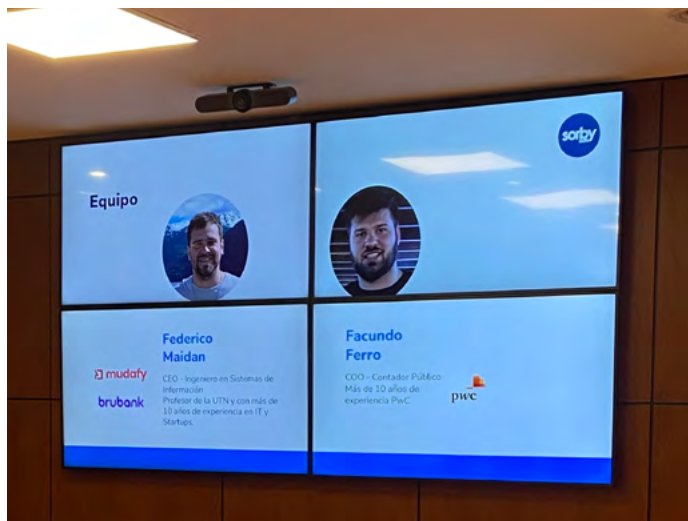 sorby
Equipo
Federico
Maidan
mudafy
brubank
CEO - Ingeniero en Sistemas de
Información
Profesor de la UTN y con más de
10 años de experiencia en IT y
Startups.
Facundo
Ferro
COO - Contador Público
Más de 10 años de
experiencia PwC
pwc